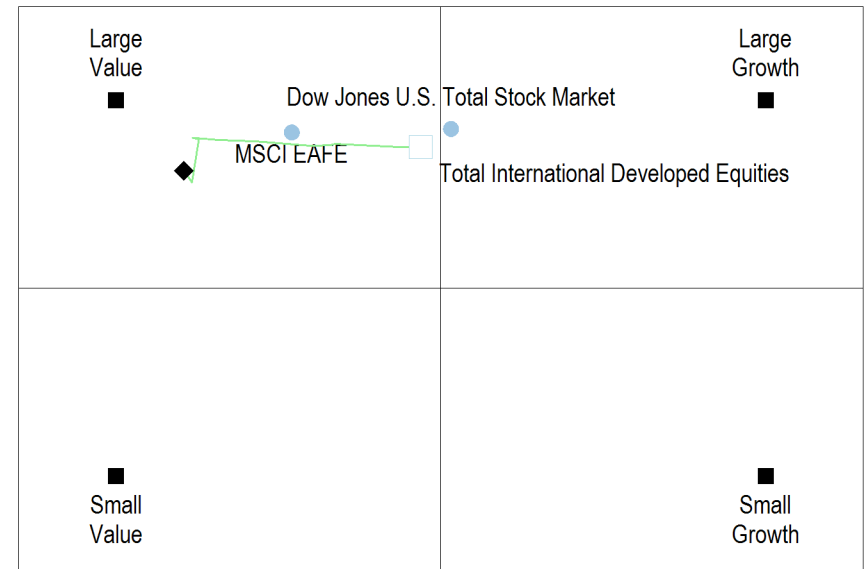 Large
Value
Large
Growth
Dow Jones U.S. Total Stock Market
MSCI EAFE
Total International Developed Equities
Small
Value
Small
Growth